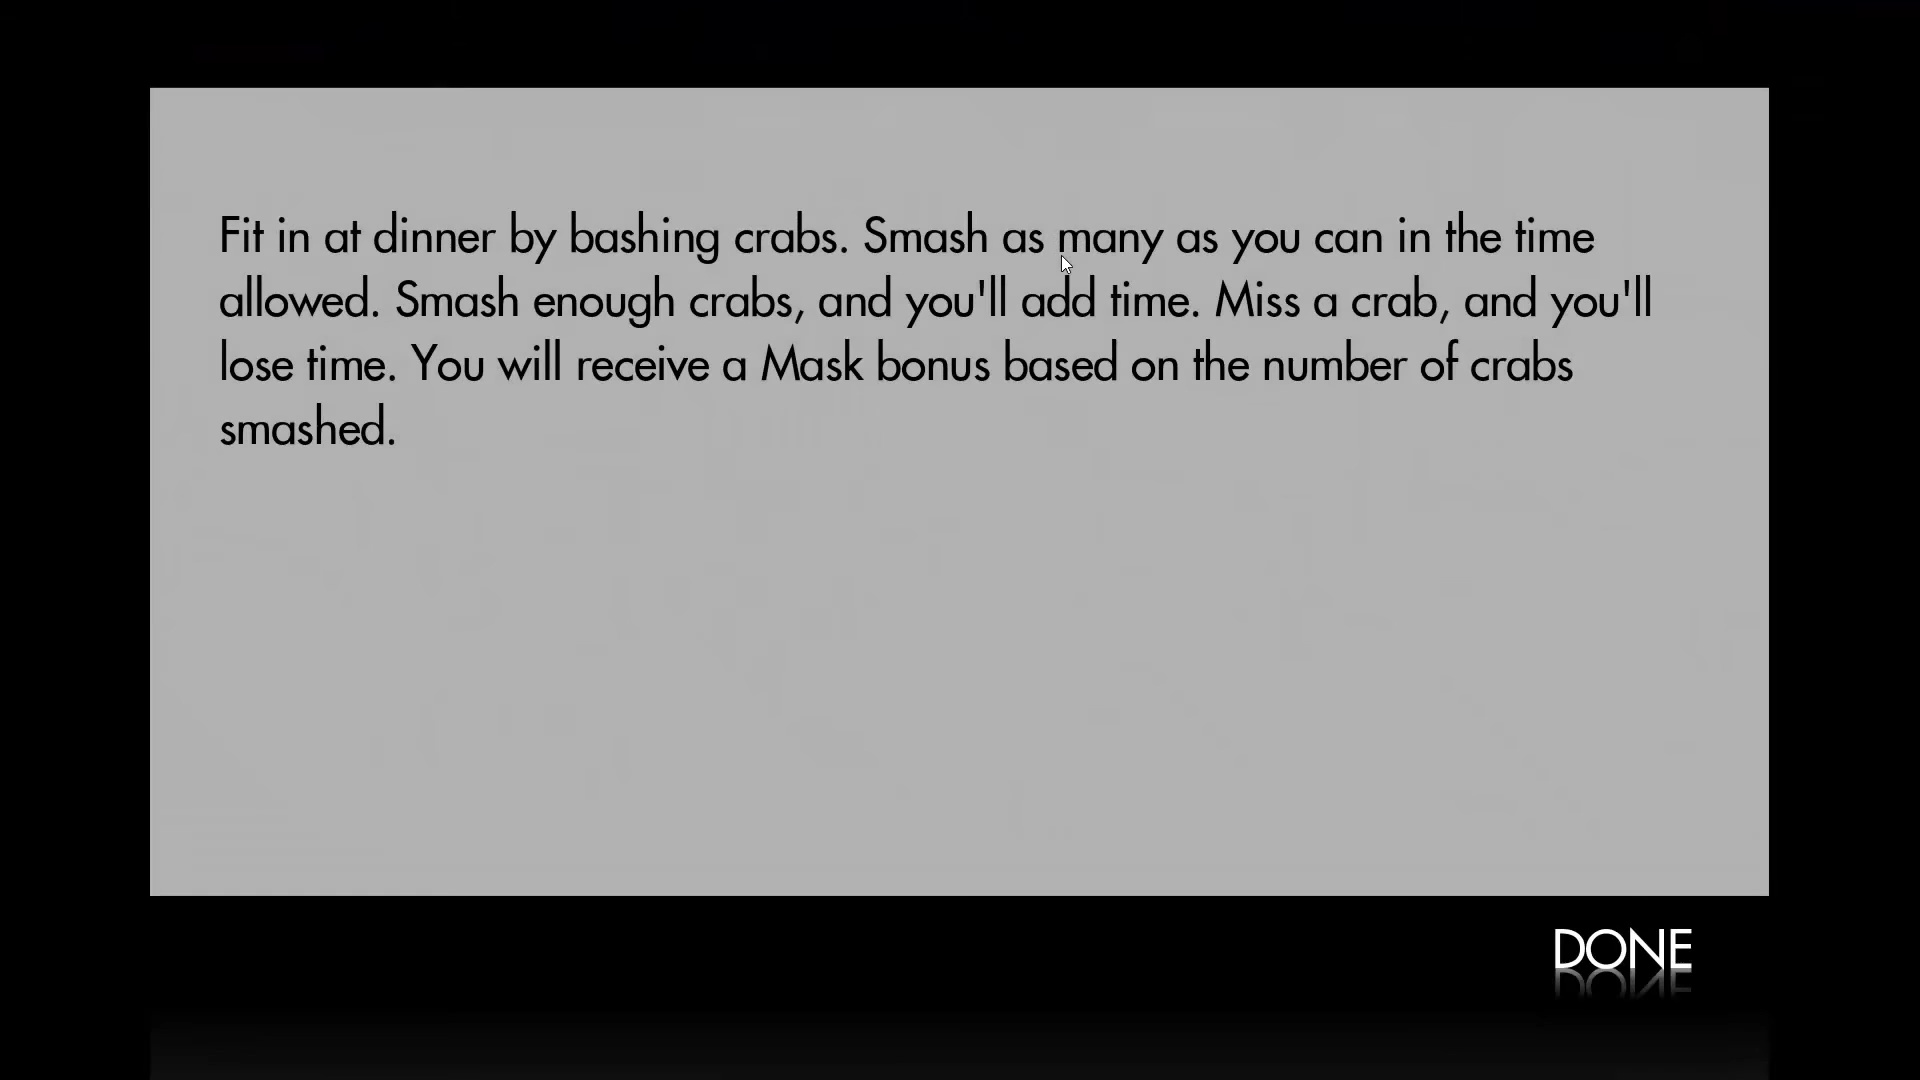 Fit in at dinner by bashing crabs. Smash as many as you can in the time
allowed. Smash enough crabs, and you'll add time. Miss a crab, and you'll
lose time. You will receive a Mask bonus based on the number of crabs
smashed.
DONE